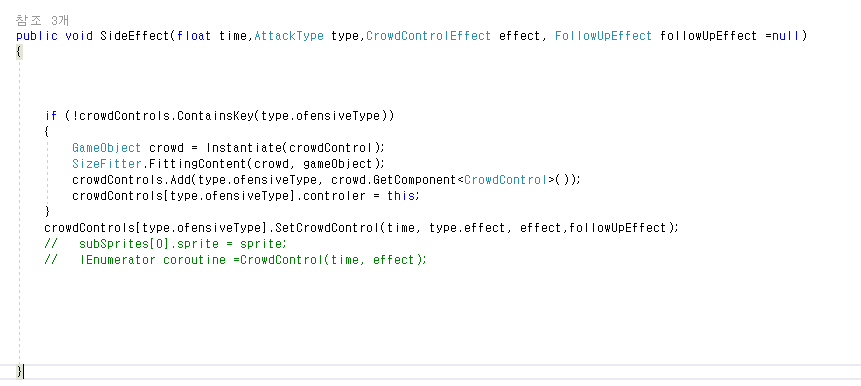 참조 3개
public void SideEffect(float time,AttackType type,CrowdControlEffect effect, FollowUpEffect followUpEffect =null)
{
if (!crowdControls.ContainsKey(type.ofensiveType))
{
GameObject crowd = Instantiate(crowdControl);
SizeFitter.FittingContent(crowd, gameObject);
crowdControls.Add(type.ofensiveType, crowd.GetComponent<CrowdControl>());
crowdControls[type.ofensiveType].controler = this;
}
crowdControls[type.ofensiveType].SetCrowdControl(time, type.effect, effect,followUpEffect);
//   subSprites[0].sprite = sprite;
//   IEnumerator coroutine =CrowdControl(time, effect);
}